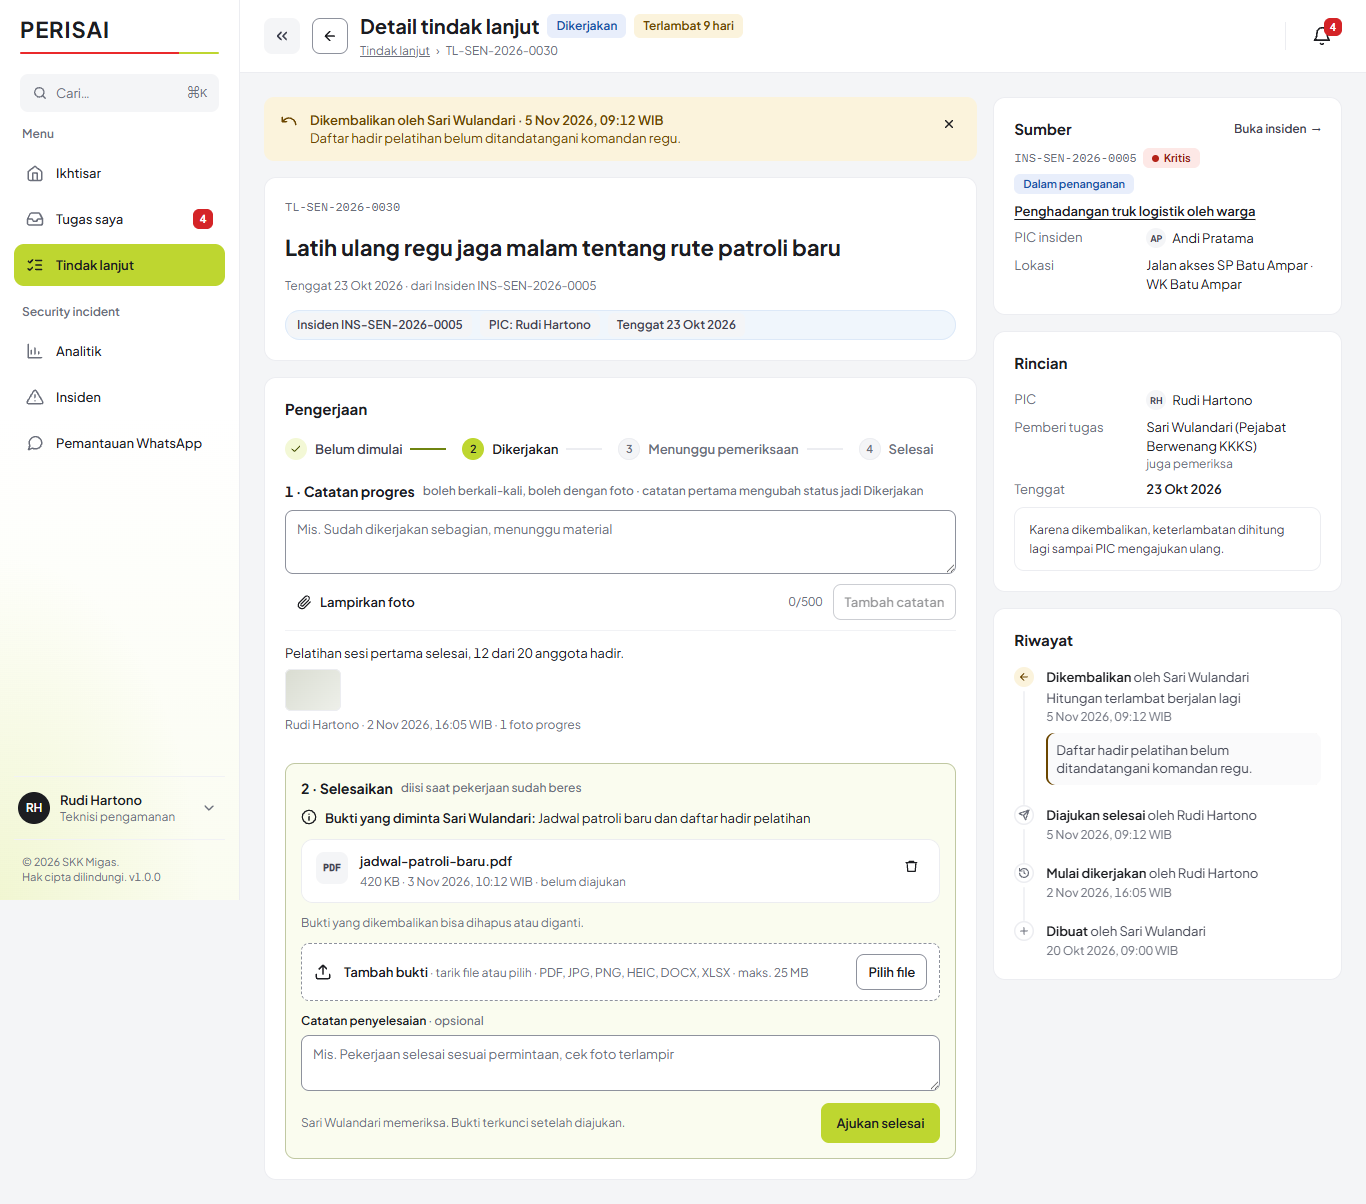 PERISAI
Cari...
⌘K
Menu
Ikhtisar
Tugas saya
4
Tindak lanjut
Security incident
Analitik
Insiden
Pemantauan WhatsApp
RH
Rudi Hartono
Teknisi pengamanan
© 2026 SKK Migas.
Hak cipta dilindungi. v1.0.0
Detail tindak lanjut
Dikerjakan
Terlambat 9 hari
Tindak lanjut › TL-SEN-2026-0030
4
Dikembalikan oleh Sari Wulandari · 5 Nov 2026, 09:12 WIB
Daftar hadir pelatihan belum ditandatangani komandan regu.
TL-SEN-2026-0030
Latih ulang regu jaga malam tentang rute patroli baru
Tenggat 23 Okt 2026 · dari Insiden INS-SEN-2026-0005
Insiden INS-SEN-2026-0005
PIC: Rudi Hartono
Tenggat 23 Okt 2026
Pengerjaan
Belum dimulai
2 Dikerjakan
3 Menunggu pemeriksaan
4 Selesai
1 · Catatan progres boleh berkali-kali, boleh dengan foto · catatan pertama mengubah status jadi Dikerjakan
Mis. Sudah dikerjakan sebagian, menunggu material
Lampirkan foto
0/500
Tambah catatan
Pelatihan sesi pertama selesai, 12 dari 20 anggota hadir.
Rudi Hartono · 2 Nov 2026, 16:05 WIB · 1 foto progres
2 · Selesaikan diisi saat pekerjaan sudah beres
Bukti yang diminta Sari Wulandari: Jadwal patroli baru dan daftar hadir pelatihan
PDF
jadwal-patroli-baru.pdf
420 KB · 3 Nov 2026, 10:12 WIB · belum diajukan
Bukti yang dikembalikan bisa dihapus atau diganti.
Tambah bukti · tarik file atau pilih · PDF, JPG, PNG, HEIC, DOCX, XLSX · maks. 25 MB
Pilih file
Catatan penyelesaian · opsional
Mis. Pekerjaan selesai sesuai permintaan, cek foto terlampir
Sari Wulandari memeriksa. Bukti terkunci setelah diajukan.
Ajukan selesai
Sumber
Buka insiden →
INS-SEN-2026-0005
Kritis
Dalam penanganan
Penghadangan truk logistik oleh warga
PIC insiden
AP Andi Pratama
Lokasi
Jalan akses SP Batu Ampar ·
WK Batu Ampar
Rincian
PIC
RH Rudi Hartono
Pemberi tugas
Sari Wulandari (Pejabat
Berwenang KKKS)
juga pemeriksa
Tenggat
23 Okt 2026
Karena dikembalikan, keterlambatan dihitung
lagi sampai PIC mengajukan ulang.
Riwayat
Dikembalikan oleh Sari Wulandari
Hitungan terlambat berjalan lagi
5 Nov 2026, 09:12 WIB
Daftar hadir pelatihan belum
ditandatangani komandan regu.
Diajukan selesai oleh Rudi Hartono
5 Nov 2026, 09:12 WIB
Mulai dikerjakan oleh Rudi Hartono
2 Nov 2026, 16:05 WIB
Dibuat oleh Sari Wulandari
20 Okt 2026, 09:00 WIB